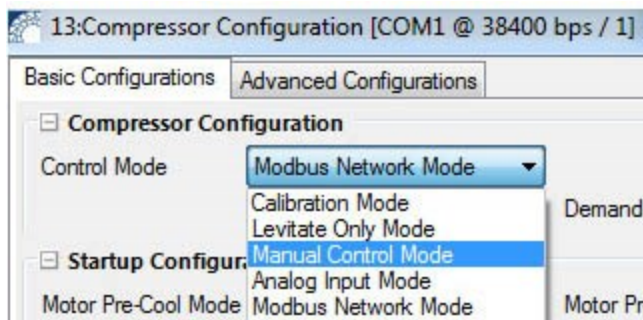 13:Compressor Configuration [COM1 @ 38400 bps / 1]
Basic Configurations Advanced Configurations
Compressor Configuration
Control Mode Modbus Network Mode
Calibration Mode
Demand
Levitate Only Mode
Manual Control Mode
Startup
Analog Input Mode
Motor Pre-Cool Mode Modbus Network Mode Motor